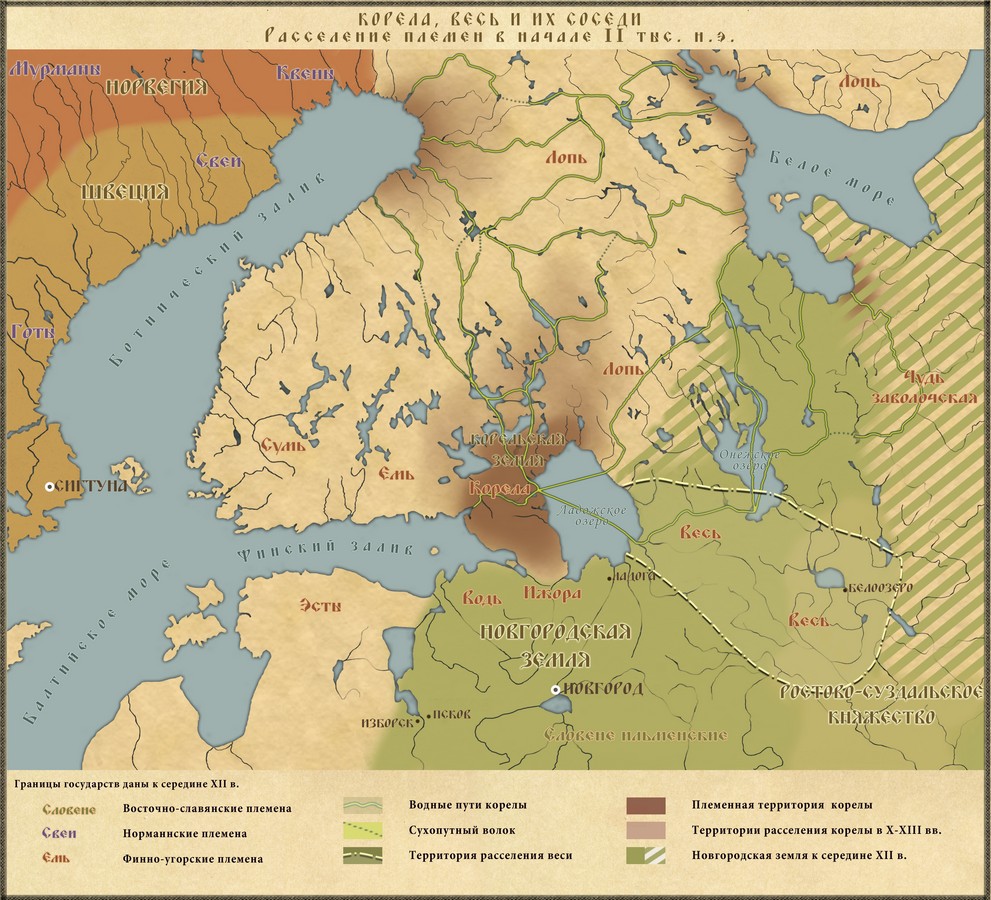 КОРЕЛА, ВЕСЬ И ИХ СОСЕДИ
Расселение племен в начале II тыс. н.э.
Мурмани
НОРВЕГИЯ
Квени
Лопь
Свеи
ШВЕЦИЯ
Лопь
Белое море
Ботнический залив
Готы
Лопь
Чудь
заволочская
Сумь
Емь
КОРЕЛЬСКАЯ
ЗЕМЛЯ
Корела
Онежское
озеро
СИГТУНА
Ладожское
озеро
Финский залив
Весь
ЛАДОГА
БЕЛООЗЕРО
Эсты
Водь
Ижора
Весь
НОВГОРОДСКАЯ
ЗЕМЛЯ
Балтийское море
НОВГОРОД
РОСТОВО-СУЗДАЛЬСКОЕ
КНЯЖЕСТВО
ИЗБОРСК
ПСКОВ
Словене ильменские
Границы государств даны к середине XII в.
Словене
Восточно-славянские племена
Свеи
Норманнские племена
Емь
Финно-угорские племена
Водные пути корелы
Сухопутный волок
Территория расселения веси
Племенная территория корелы
Территории расселения корелы в X-XIII вв.
Новгородская земля к середине XII в.